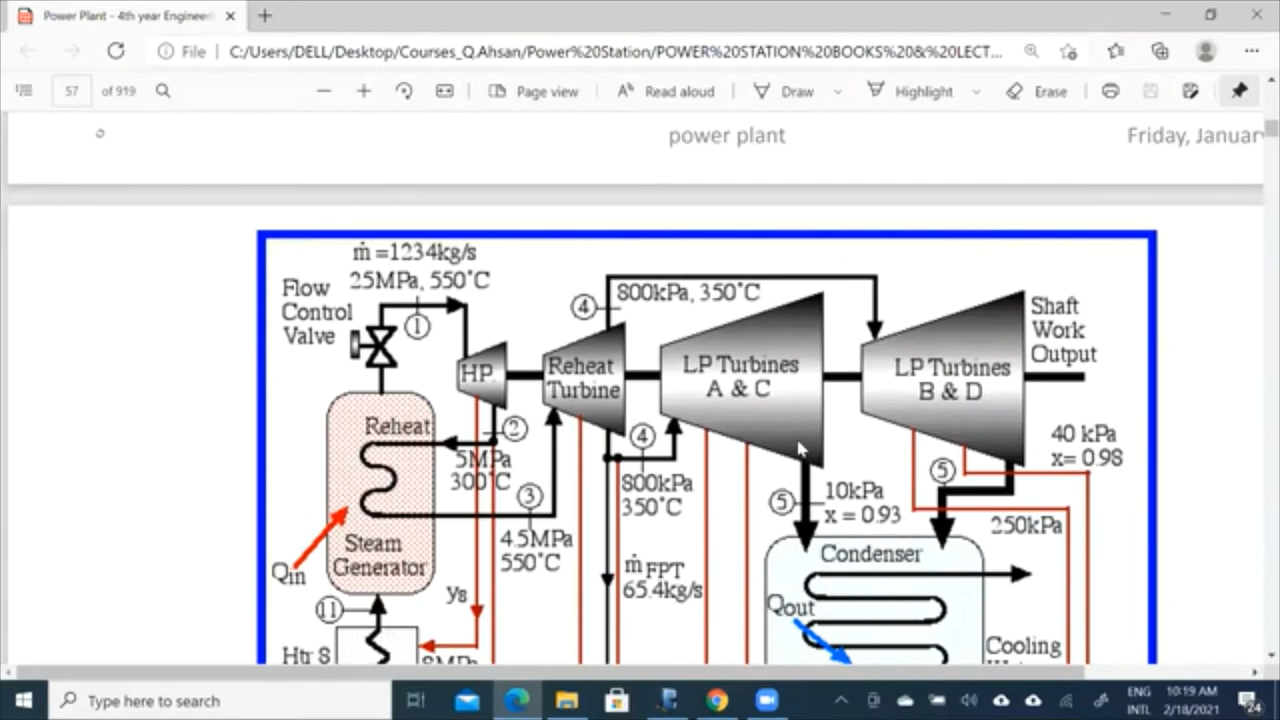 Power Plant - 4th year Engineeri
File
C:/Users/DELL/Desktop/Courses_Q.Ahsan/Power%20Station/POWER%20STATION%20BOOKS%20&%20LECT...
57 of 919
Page view
Read aloud
Draw
Highlight
Erase
power plant
Friday, Januar
ṁ =1234kg/s
25MPa, 550°C
Flow
Control
Valve
1
4
800kPa, 350°C
Shaft
Work
Output
HP.
Reheat
Turbine
LP Turbines
A & C
LP Turbines
B & D
Reheat
2
5MPa
300°C
4
800kPa
350°C
40 kPa
x= 0.98
5
3
4.5MPa
550°C
5
10kPa
x = 0.93
250kPa
Steam
Generator
Qin
ṁFPT
65.4kg/s
Condenser
Qout
11
y8
Htr 8
8MPa
Cooling
Type here to search
ENG
INTL
10:19 AM
2/18/2021
24